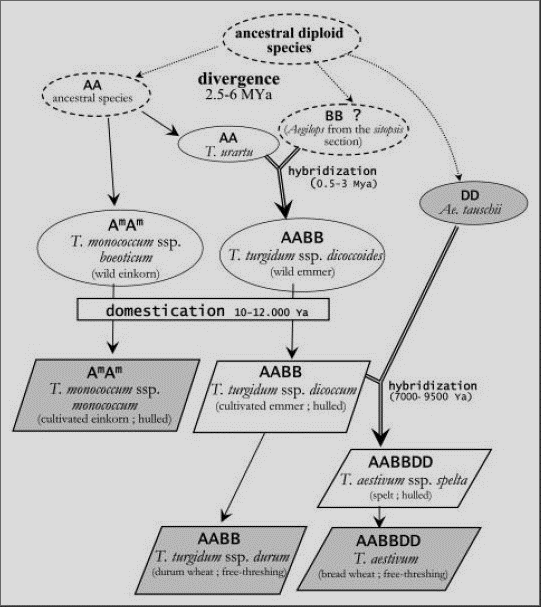 ancestral diploid
species
AA
ancestral species
divergence
2.5-6 MYa
BB ?
(Aegilops from the sitopsis
section)
AA
T. urartu
hybridization
(0.5-3 Mya)
DD
Ae. tauschii
AᵐAᵐ
T. monococcum ssp.
boeoticum
(wild einkorn)
AABB
T. turgidum ssp. dicoccoides
(wild emmer)
domestication 10-12.000 Ya
AᵐAᵐ
T. monococcum ssp.
monococcum
(cultivated einkorn ; hulled)
AABB
T. turgidum ssp. dicoccum
(cultivated emmer ; hulled)
hybridization
(7000-9500 Ya)
AABBDD
T. aestivum ssp. spelta
(spelt ; hulled)
AABB
T. turgidum ssp. durum
(durum wheat ; free-threshing)
AABBDD
T. aestivum
(bread wheat ; free-threshing)